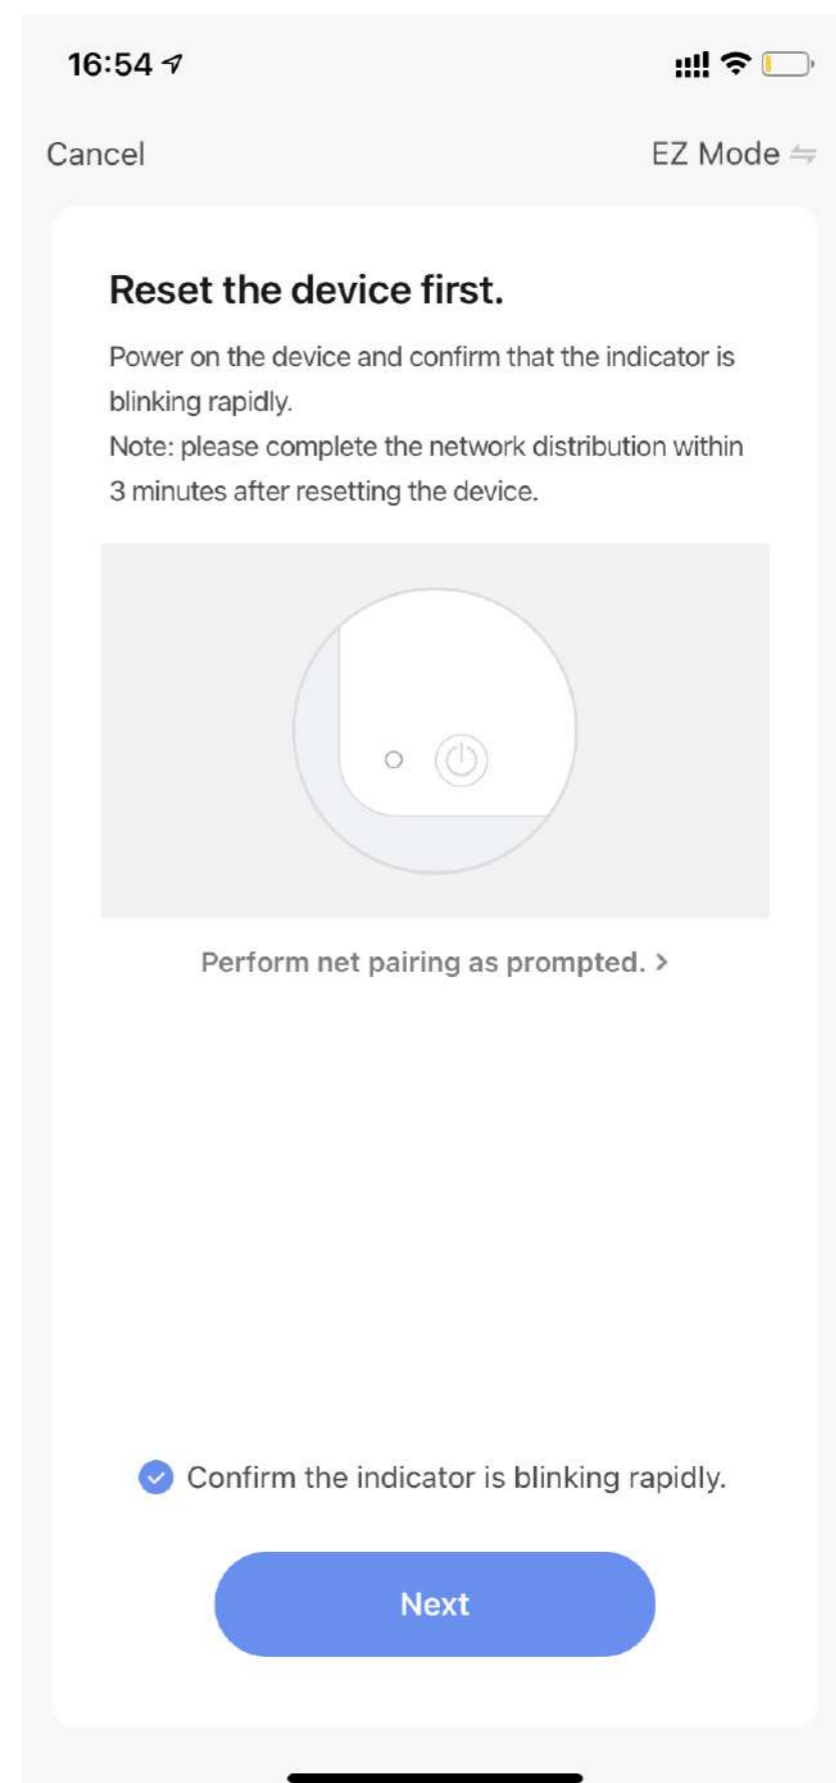 16:54
Cancel
EZ Mode
Reset the device first.
Power on the device and confirm that the indicator is
blinking rapidly.
Note: please complete the network distribution within
3 minutes after resetting the device.
Perform net pairing as prompted. >
Confirm the indicator is blinking rapidly.
Next